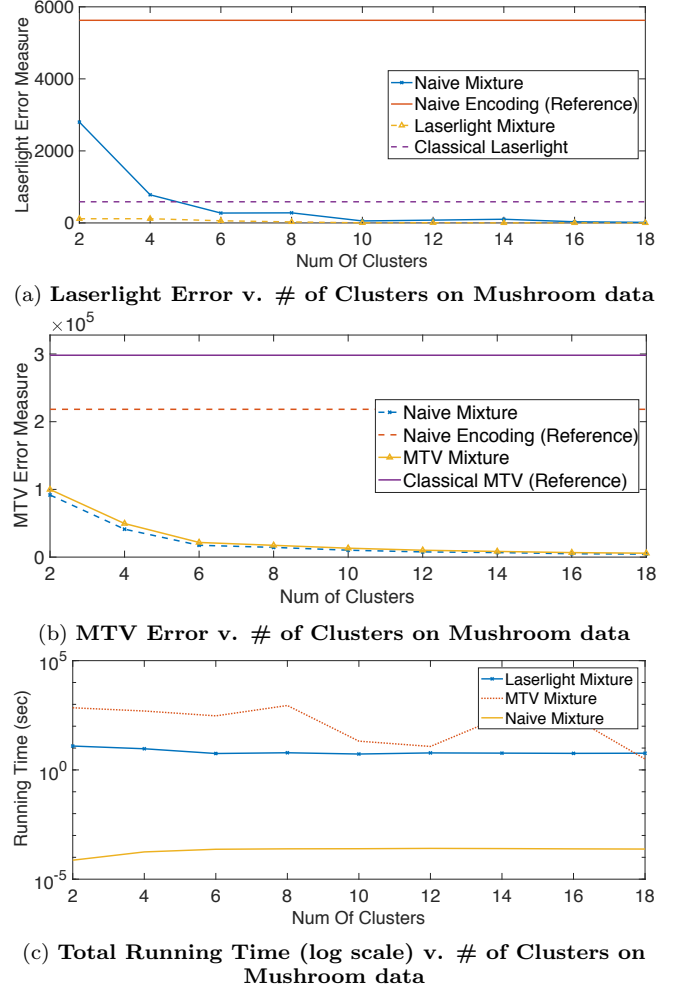 6000
4000
2000
0
Laserlight Error Measure
Naive Mixture
Naive Encoding (Reference)
Laserlight Mixture
Classical Laserlight
2 4 6 8 10 12 14 16 18
Num Of Clusters
(a) Laserlight Error v. # of Clusters on Mushroom data
×10^5
3
2
1
0
MTV Error Measure
Naive Mixture
Naive Encoding (Reference)
MTV Mixture
Classical MTV (Reference)
2 4 6 8 10 12 14 16 18
Num of Clusters
(b) MTV Error v. # of Clusters on Mushroom data
10^5
10^0
10^-5
Running Time (sec)
Laserlight Mixture
MTV Mixture
Naive Mixture
2 4 6 8 10 12 14 16 18
Num Of Clusters
(c) Total Running Time (log scale) v. # of Clusters on
Mushroom data